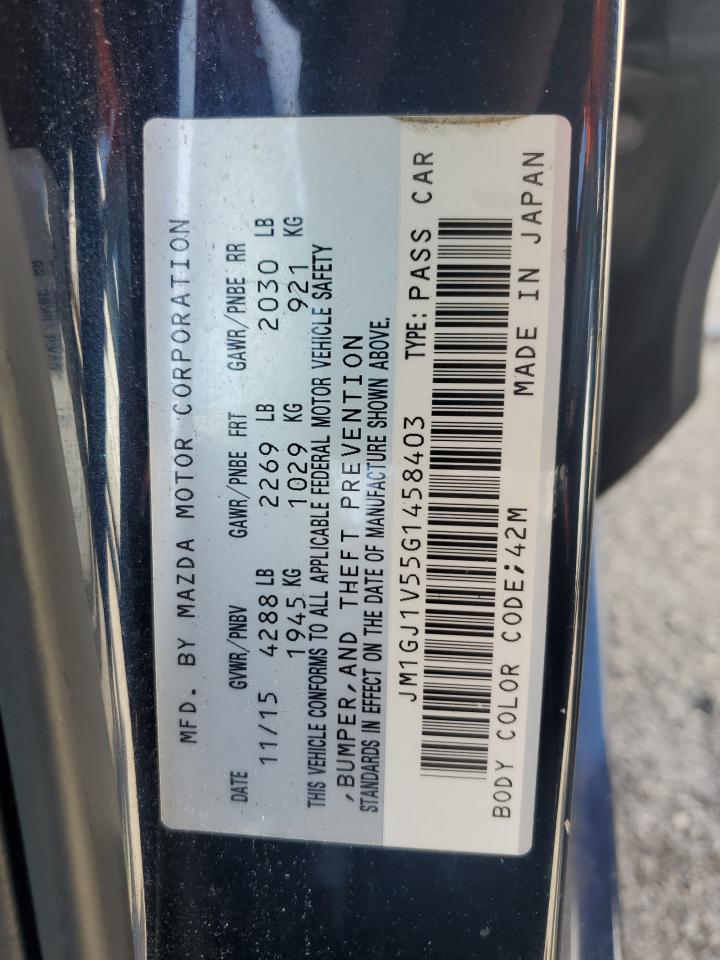 MFD. BY MAZDA MOTOR CORPORATION
DATE GVWR/PNBV GAWR/PNBE FRT GAWR/PNBE RR
11/15 4288 LB 2269 LB 2030 LB
1945 KG 1029 KG 921 KG
THIS VEHICLE CONFORMS TO ALL APPLICABLE FEDERAL MOTOR VEHICLE SAFETY
,BUMPER,AND THEFT PREVENTION
STANDARDS IN EFFECT ON THE DATE OF MANUFACTURE SHOWN ABOVE.
JM1GJ1V55G1458403 TYPE: PASS CAR
BODY COLOR CODE;42M MADE IN JAPAN